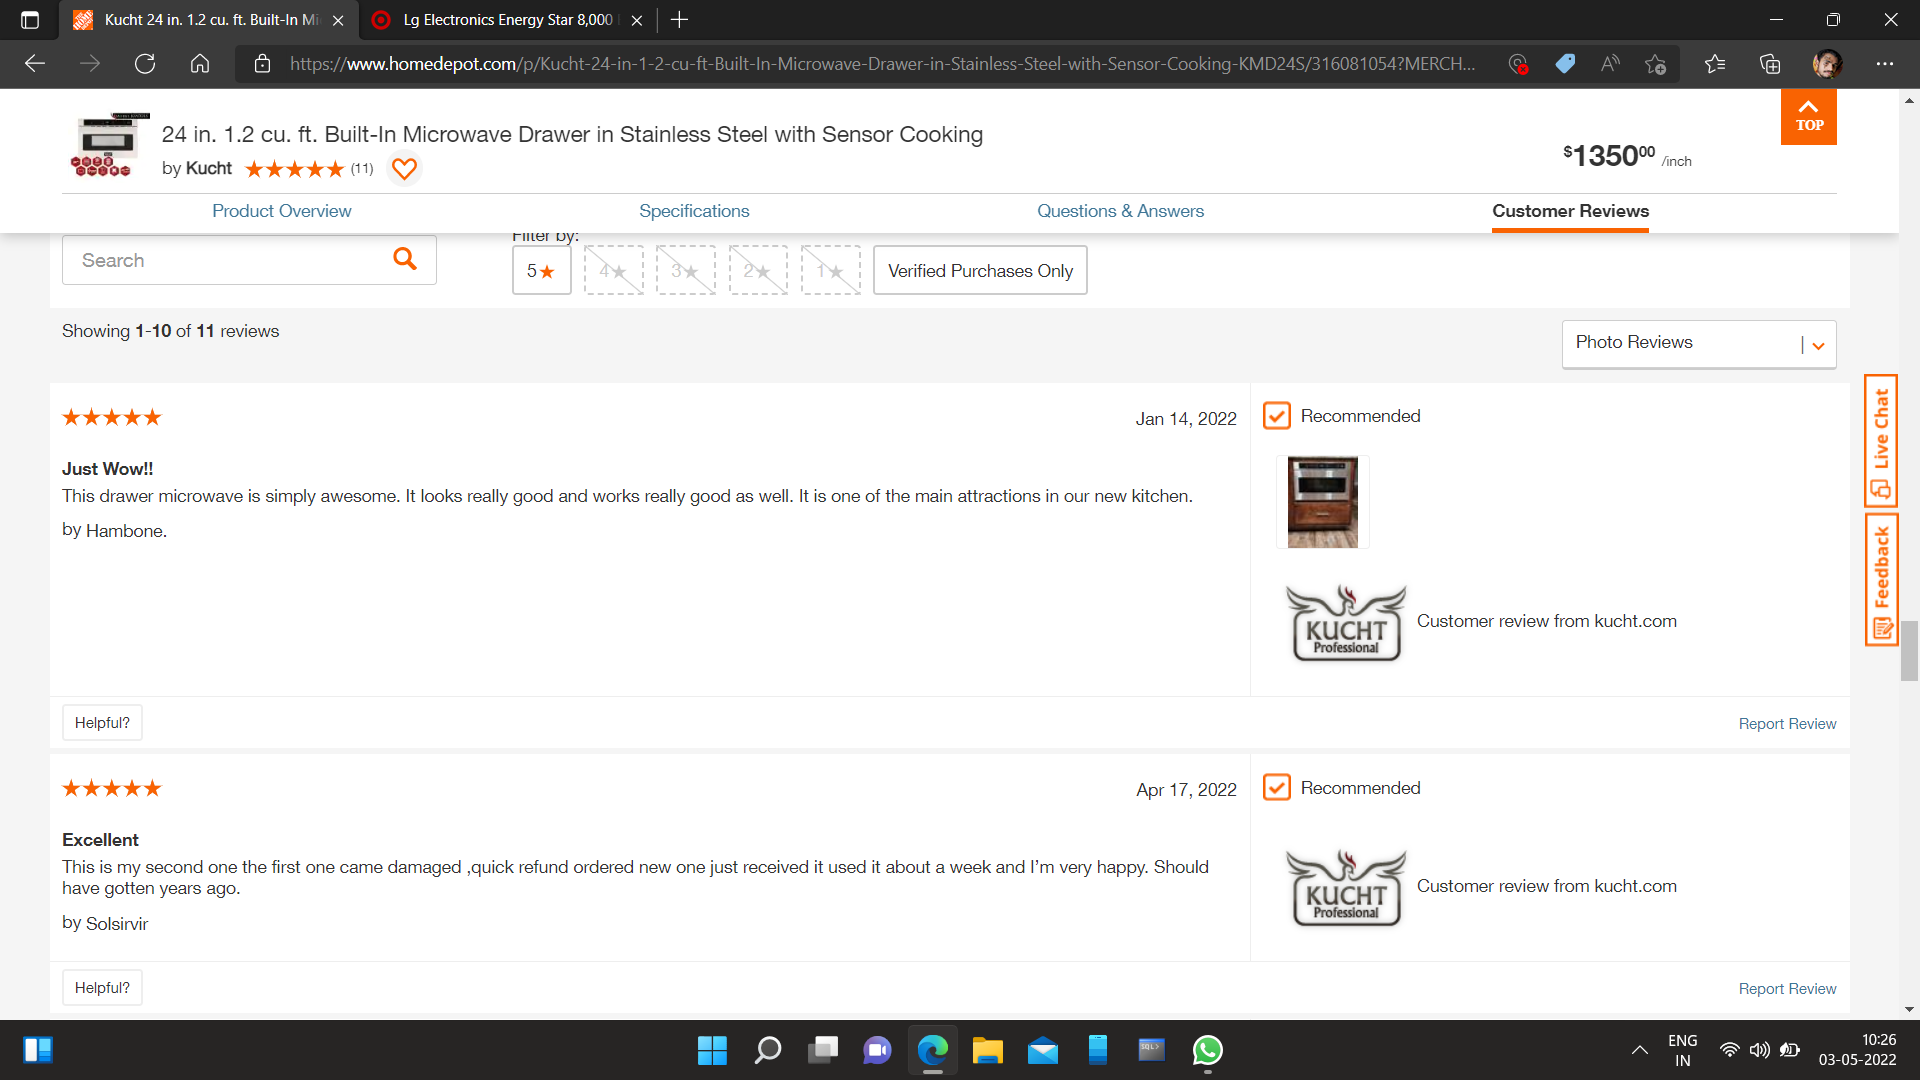 Kucht 24 in. 1.2 cu. ft. Built-In Mi
Lg Electronics Energy Star 8,000
https://www.homedepot.com/p/Kucht-24-in-1-2-cu-ft-Built-In-Microwave-Drawer-in-Stainless-Steel-with-Sensor-Cooking-KMD24S/316081054?MERCH...
24 in. 1.2 cu. ft. Built-In Microwave Drawer in Stainless Steel with Sensor Cooking
by Kucht (11)
$135000 /inch
TOP
Product Overview Specifications Questions & Answers Customer Reviews
Filter by:
Search
5★ 4★ 3★ 2★ 1★ Verified Purchases Only
Showing 1-10 of 11 reviews
Photo Reviews
Jan 14, 2022
Recommended
Just Wow!!
This drawer microwave is simply awesome. It looks really good and works really good as well. It is one of the main attractions in our new kitchen.
by Hambone.
KUCHT
Professional
Customer review from kucht.com
Live Chat
Feedback
Helpful?
Report Review
Apr 17, 2022
Recommended
Excellent
This is my second one the first one came damaged ,quick refund ordered new one just received it used it about a week and I'm very happy. Should
have gotten years ago.
by Solsirvir
KUCHT
Professional
Customer review from kucht.com
Helpful?
Report Review
SQL>
ENG
IN
10:26
03-05-2022